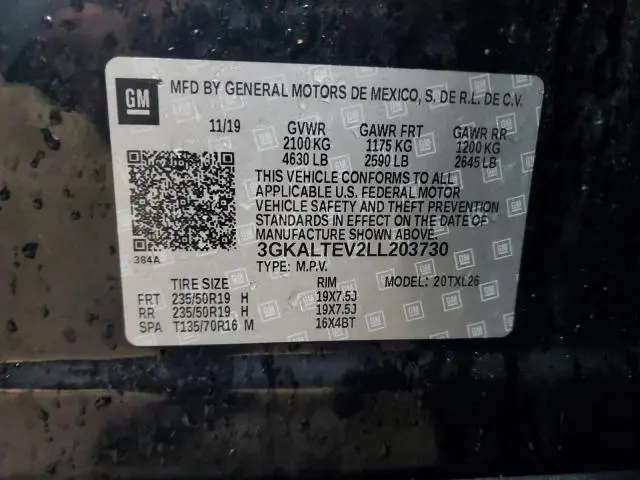 GM MFD BY GENERAL MOTORS DE MEXICO, S. DE R.L. DE C.V.
11/19 GVWR GAWR FRT GAWR RR
2100 KG 1175 KG 1200 KG
4630 LB 2590 LB 2645 LB
THIS VEHICLE CONFORMS TO ALL
APPLICABLE U.S. FEDERAL MOTOR
VEHICLE SAFETY AND THEFT PREVENTION
STANDARDS IN EFFECT ON THE DATE OF
MANUFACTURE SHOWN ABOVE.
384A 3GKALTEV2LL203730
TYPE: M.P.V. MODEL: 20TXL26
TIRE SIZE RIM
FRT 235/50R19 H 19X7.5J
RR 235/50R19 H 19X7.5J
SPA T135/70R16 M 16X4BT